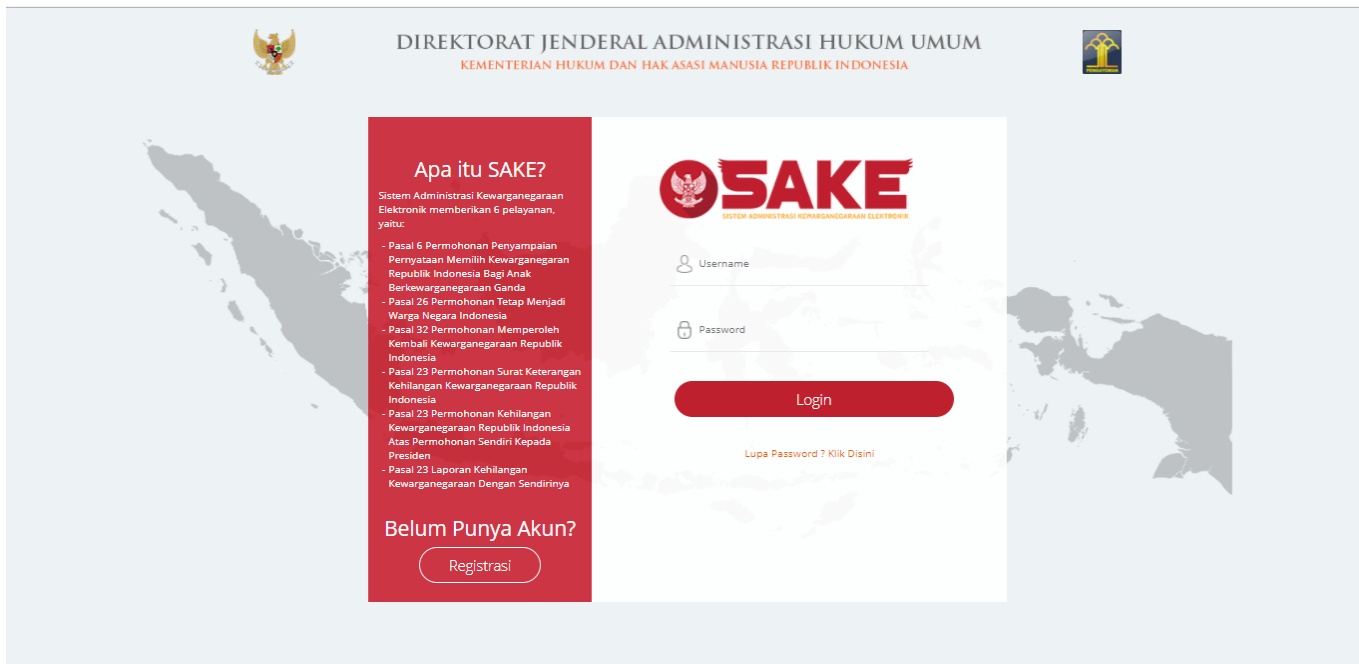 DIREKTORAT JENDERAL ADMINISTRASI HUKUM UMUM
KEMENTERIAN HUKUM DAN HAK ASASI MANUSIA REPUBLIK INDONESIA
PENGAYOMAN
Apa itu SAKE?
Sistem Administrasi Kewarganegaraan
Elektronik memberikan 6 pelayanan,
yaitu:
- Pasal 6 Permohonan Penyampaian
Pernyataan Memilih Kewarganegaran
Republik Indonesia Bagi Anak
Berkewarganegaraan Ganda
- Pasal 26 Permohonan Tetap Menjadi
Warga Negara Indonesia
- Pasal 32 Permohonan Memperoleh
Kembali Kewarganegaraan Republik
Indonesia
- Pasal 23 Permohonan Surat Keterangan
Kehilangan Kewarganegaraan Republik
Indonesia
- Pasal 23 Permohonan Kehilangan
Kewarganegaraan Republik Indonesia
Atas Permohonan Sendiri Kepada
Presiden
- Pasal 23 Laporan Kehilangan
Kewarganegaraan Dengan Sendirinya
Belum Punya Akun?
Registrasi
SAKE
SISTEM ADMINISTRASI KEWARGANEGARAAN ELEKTRONIK
Username
Password
Login
Lupa Password ? Klik Disini